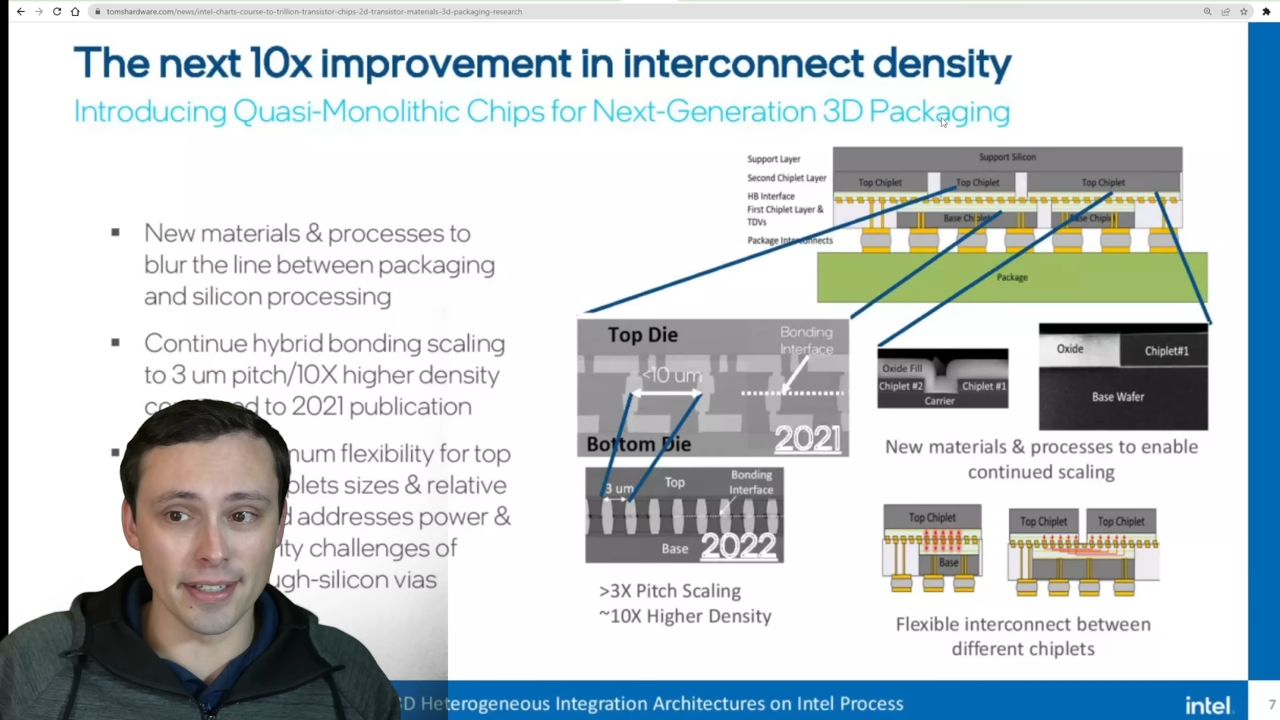 tomshardware.com/news/intel-charts-course-to-trillion-transistor-chips-2d-transistor-materials-3d-packaging-research
The next 10x improvement in interconnect density
Introducing Quasi-Monolithic Chips for Next-Generation 3D Packaging
New materials & processes to
blur the line between packaging
and silicon processing
Continue hybrid bonding scaling
to 3 um pitch/10X higher density
to 2021 publication
flexibility for top
sizes & relative
addresses power &
challenges of
vias
Support Layer
Second Chiplet Layer
HB Interface
First Chiplet Layer &
TDVs
Package Interconnects
Support Silicon
Top Chiplet
Top Chiplet
Top Chiplet
Base Chiplet
Base Chiplet
Package
Top Die
Bonding
Interface
<10 um
Bottom Die
2021
3 um
Top
Bonding
Interface
Base
2022
>3X Pitch Scaling
~10X Higher Density
Oxide Fill
Chiplet #2
Chiplet #1
Carrier
Oxide
Chiplet#1
Base Wafer
New materials & processes to enable
continued scaling
Top Chiplet
Base
Top Chiplet
Top Chiplet
Flexible interconnect between
different chiplets
Heterogeneous Integration Architectures on Intel Process
intel.
7